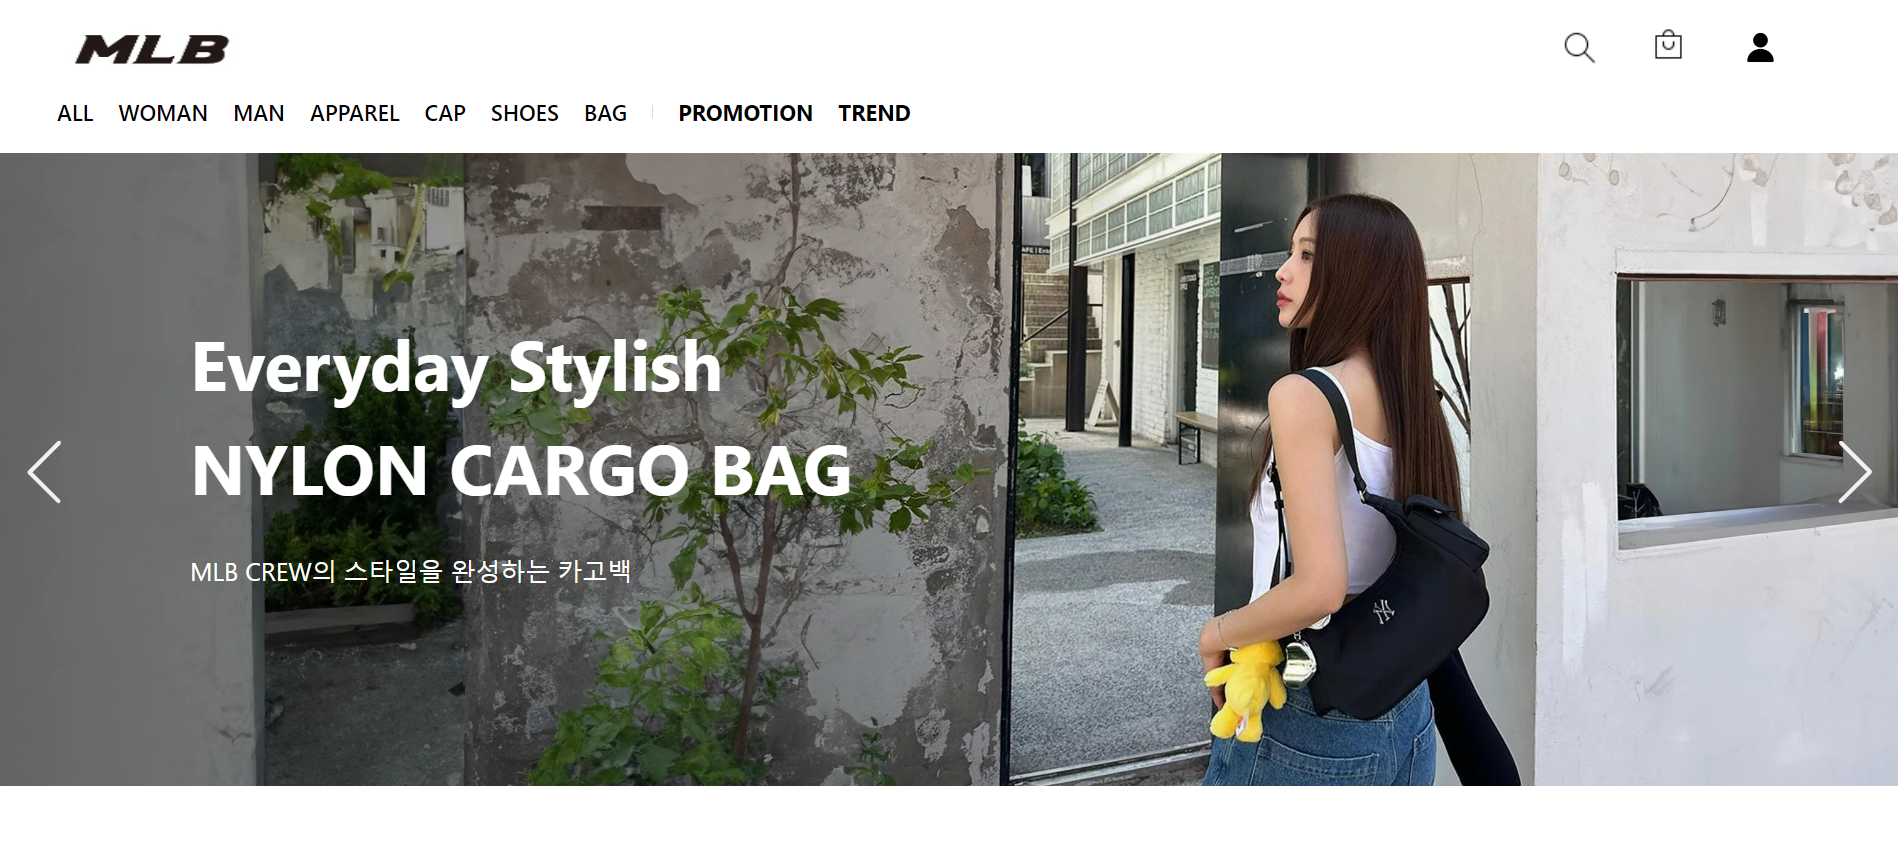 MLB
ALL WOMAN MAN APPAREL CAP SHOES BAG PROMOTION TREND
Everyday Stylish
NYLON CARGO BAG
MLB CREW의 스타일을 완성하는 카고백
NY